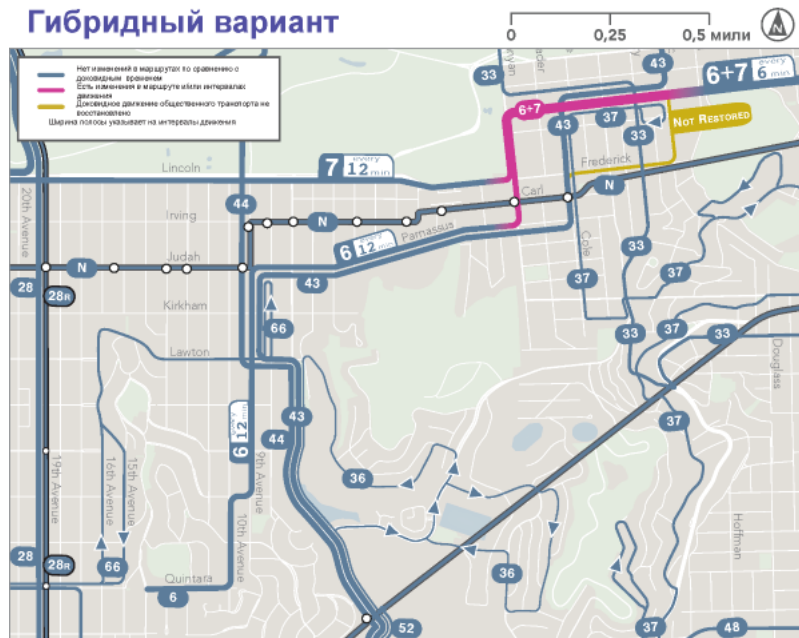 Гибридный вариант
0 0,25 0,5 мили
N
Нет изменений в маршрутах по сравнению с
доковидным временем
Есть изменения в маршруте и/или интервалах
движения
Доковидное движение общественного транспорта не
восстановлено
Ширина полосы указывает на интервалы движения
33
43
6+7 every 6 min
6+7
43
37
33
NOT RESTORED
Lincoln
7 every 12 min
Frederick
N
Carl
20th Avenue
44
Irving
N
6 every 12 min
Parnassus
Cole
33
Judah
N
43
37
37
28
28R
Kirkham
66
33
37
33
Lawton
Douglass
6 every 12 min
43
44
37
19th Avenue
16th Avenue
15th Avenue
9th Avenue
10th Avenue
36
Hoffman
28
28R
66
Quintara
6
36
52
37
48